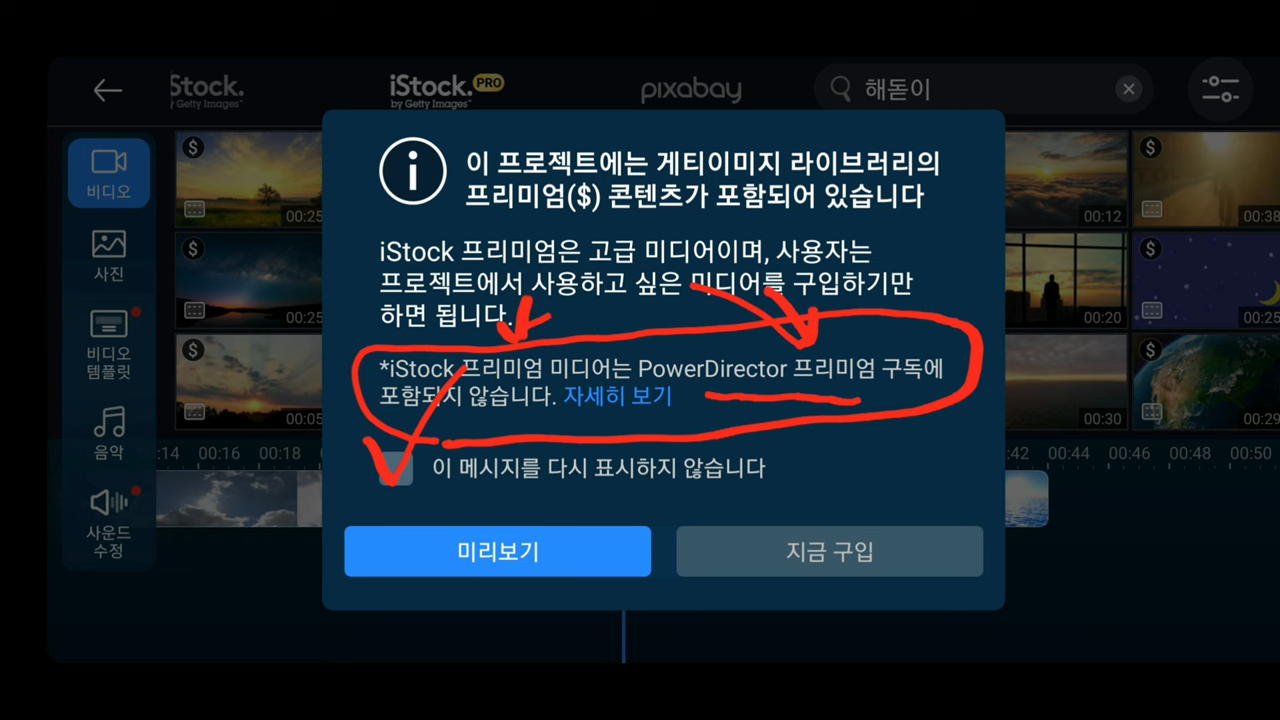 iStock.
by Getty Images™
iStock. PRO
by Getty Images™
pixabay
해돋이
비디오
사진
비디오
템플릿
음악
사운드
수정
$
00:25
$
00:25
$
00:05
00:12
$
00:38
00:20
$
00:25
00:30
$
00:29
이 프로젝트에는 게티이미지 라이브러리의
프리미엄($) 콘텐츠가 포함되어 있습니다
iStock 프리미엄은 고급 미디어이며, 사용자는
프로젝트에서 사용하고 싶은 미디어를 구입하기만
하면 됩니다.
*iStock 프리미엄 미디어는 PowerDirector 프리미엄 구독에
포함되지 않습니다. 자세히 보기
이 메시지를 다시 표시하지 않습니다
미리보기
지금 구입
:14 00:16 00:18 :42 00:44 00:46 00:48 00:50